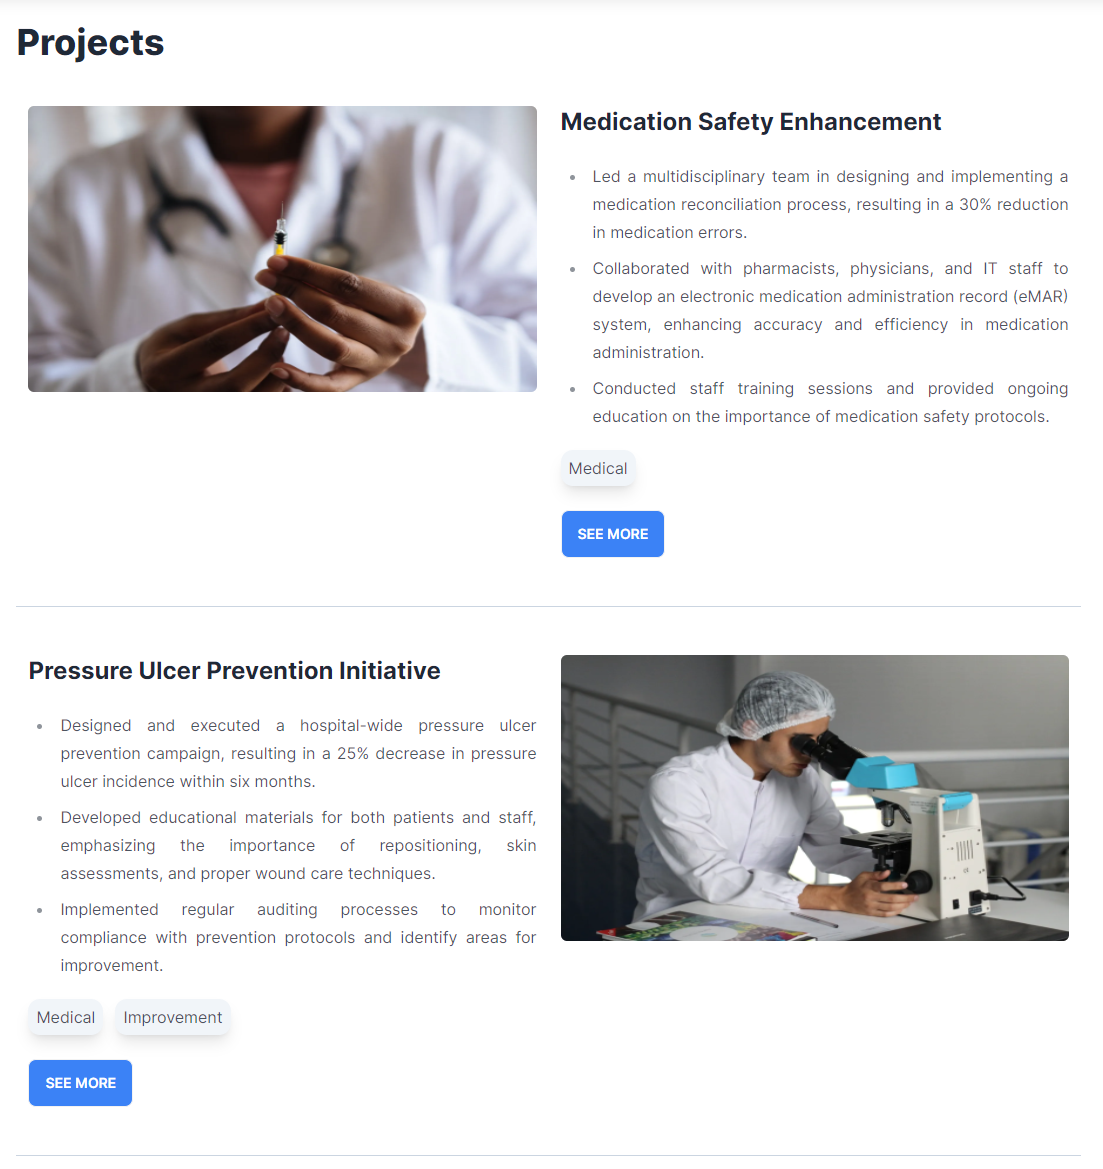 Projects
Medication Safety Enhancement
Led a multidisciplinary team in designing and implementing a
medication reconciliation process, resulting in a 30% reduction
in medication errors.
Collaborated with pharmacists, physicians, and IT staff to
develop an electronic medication administration record (eMAR)
system, enhancing accuracy and efficiency in medication
administration.
Conducted staff training sessions and provided ongoing
education on the importance of medication safety protocols.
Medical
SEE MORE
Pressure Ulcer Prevention Initiative
Designed and executed a hospital-wide pressure ulcer
prevention campaign, resulting in a 25% decrease in pressure
ulcer incidence within six months.
Developed educational materials for both patients and staff,
emphasizing the importance of repositioning, skin
assessments, and proper wound care techniques.
Implemented regular auditing processes to monitor
compliance with prevention protocols and identify areas for
improvement.
Medical Improvement
SEE MORE